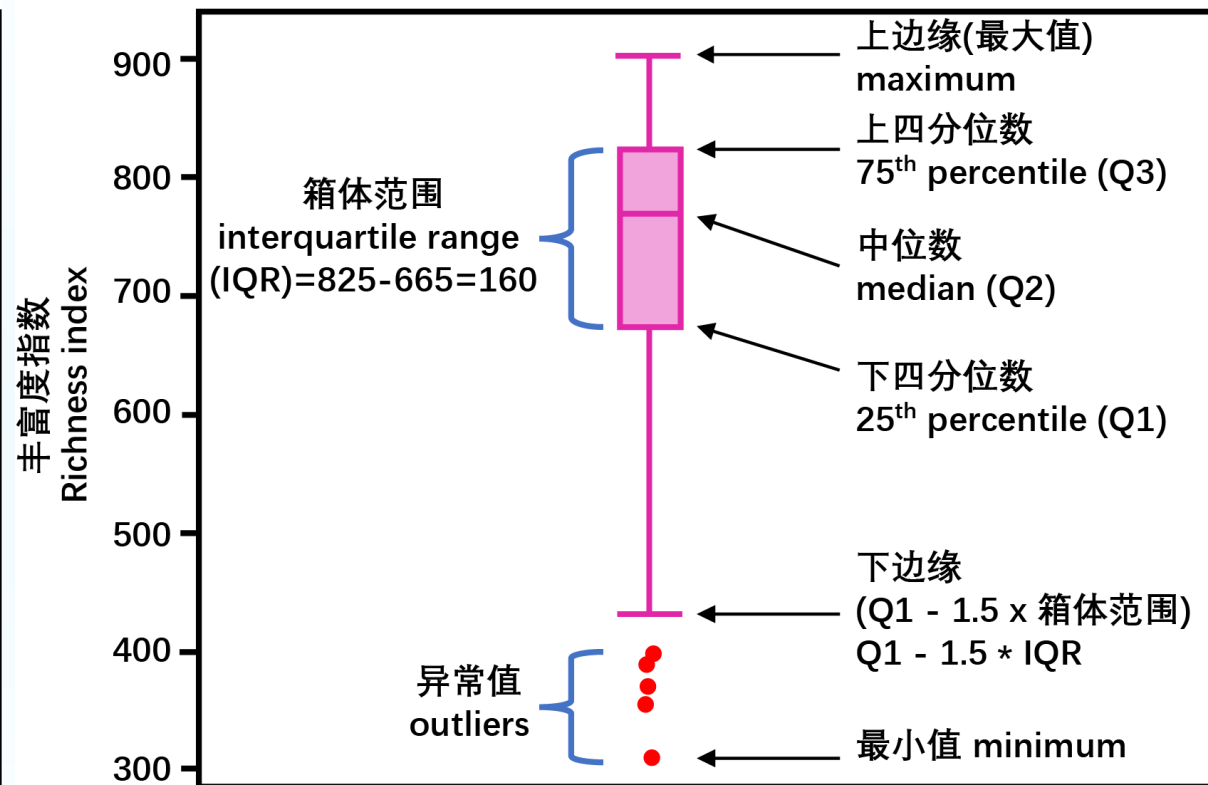 丰富度指数
Richness index
900
800
700
600
500
400
300
箱体范围
interquartile range
(IQR)=825-665=160
异常值
outliers
上边缘(最大值)
maximum
上四分位数
75th percentile (Q3)
中位数
median (Q2)
下四分位数
25th percentile (Q1)
下边缘
(Q1 - 1.5 x 箱体范围)
Q1 - 1.5 * IQR
最小值 minimum